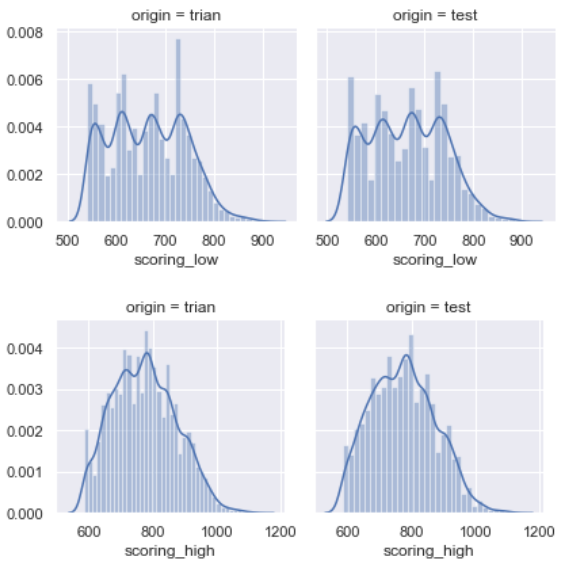 origin = trian origin = test
0.008
0.006
0.004
0.002
0.000
500 600 700 800 900 500 600 700 800 900
scoring_low scoring_low
origin = trian origin = test
0.004
0.003
0.002
0.001
0.000
600 800 1000 1200 600 800 1000 1200
scoring_high scoring_high